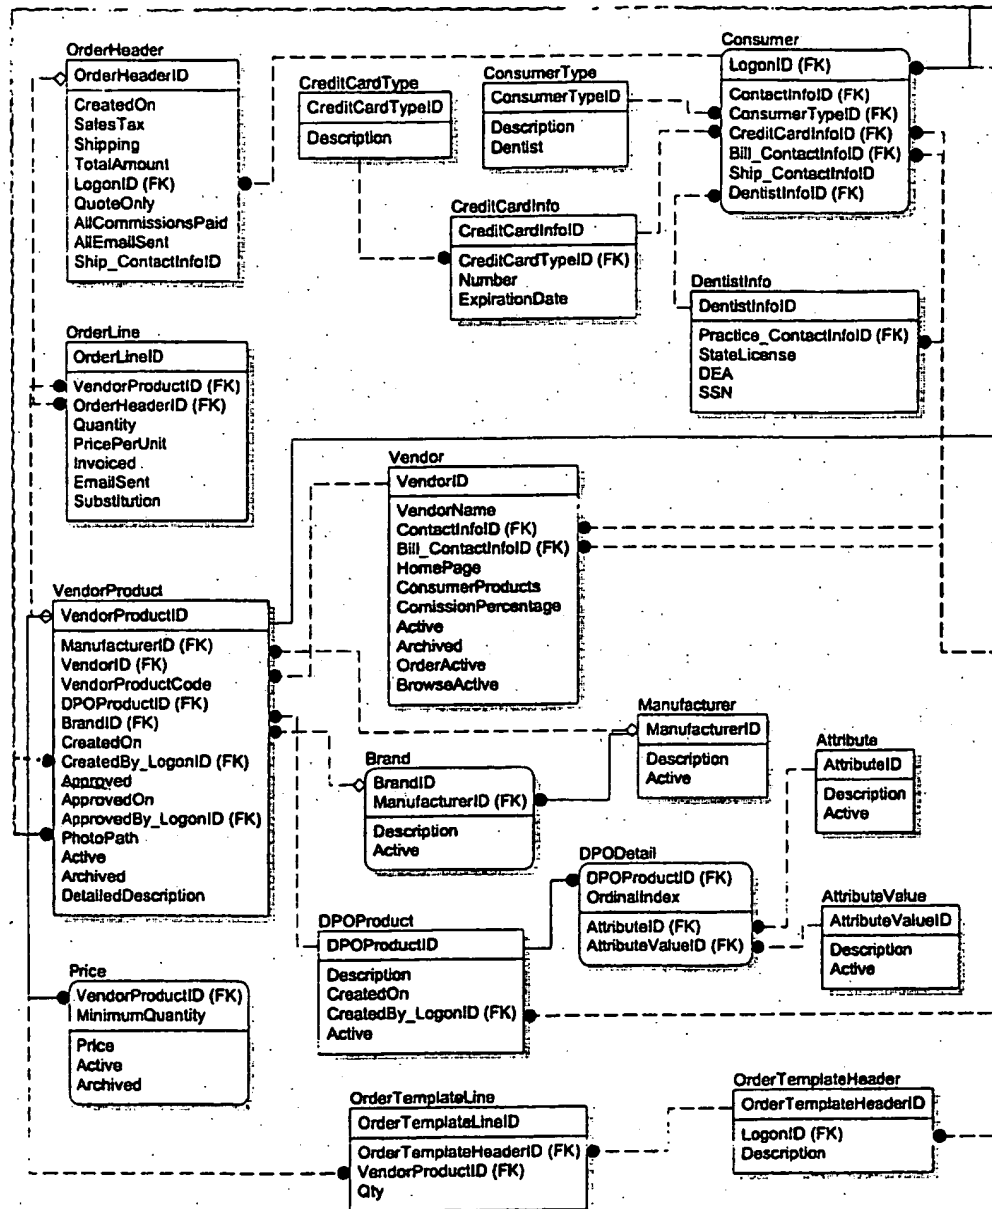 OrderHeader
OrderHeaderID
CreatedOn
SalesTax
Shipping
TotalAmount
LogonID (FK)
QuoteOnly
AllCommissionsPaid
AllEmailSent
Ship_ContactInfoID
CreditCardType
CreditCardTypeID
Description
ConsumerType
ConsumerTypeID
Description
Dentist
Consumer
LogonID (FK)
ContactInfoID (FK)
ConsumerTypeID (FK)
CreditCardInfoID (FK)
Bill_ContactInfoID (FK)
Ship_ContactInfoID
DentistInfoID (FK)
CreditCardInfo
CreditCardInfoID
CreditCardTypeID (FK)
Number
ExpirationDate
DentistInfo
DentistInfoID
Practice_ContactInfoID (FK)
StateLicense
DEA
SSN
OrderLine
OrderLineID
VendorProductID (FK)
OrderHeaderID (FK)
Quantity
PricePerUnit
Invoiced
EmailSent
Substitution
Vendor
VendorID
VendorName
ContactInfoID (FK)
Bill_ContactInfoID (FK)
HomePage
ConsumerProducts
ComissionPercentage
Active
Archived
OrderActive
BrowseActive
VendorProduct
VendorProductID
ManufacturerID (FK)
VendorID (FK)
VendorProductCode
DPOProductID (FK)
BrandID (FK)
CreatedOn
CreatedBy_LogonID (FK)
Approved
ApprovedOn
ApprovedBy_LogonID (FK)
PhotoPath
Active
Archived
DetailedDescription
Manufacturer
ManufacturerID
Description
Active
Brand
BrandID
ManufacturerID (FK)
Description
Active
Attribute
AttributeID
Description
Active
DPODetail
DPOProductID (FK)
OrdinalIndex
AttributeID (FK)
AttributeValueID (FK)
AttributeValue
AttributeValueID
Description
Active
DPOProduct
DPOProductID
Description
CreatedOn
CreatedBy_LogonID (FK)
Active
Price
VendorProductID (FK)
MinimumQuantity
Price
Active
Archived
OrderTemplateLine
OrderTemplateLineID
OrderTemplateHeaderID (FK)
VendorProductID (FK)
Qty
OrderTemplateHeader
OrderTemplateHeaderID
LogonID (FK)
Description